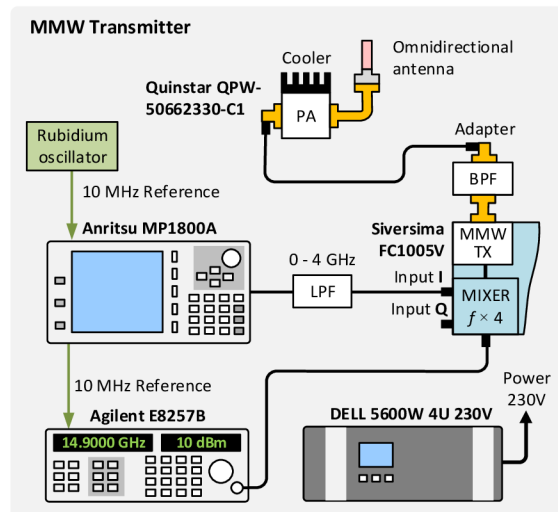 MMW Transmitter
Cooler
Omnidirectional
antenna
Quinstar QPW-
50662330-C1
PA
Rubidium
oscillator
Adapter
BPF
10 MHz Reference
Anritsu MP1800A
Siversima
FC1005V
MMW
TX
0 - 4 GHz
LPF
Input I
Input Q
MIXER
f × 4
10 MHz Reference
Agilent E8257B
14.9000 GHz
10 dBm
DELL 5600W 4U 230V
Power
230V